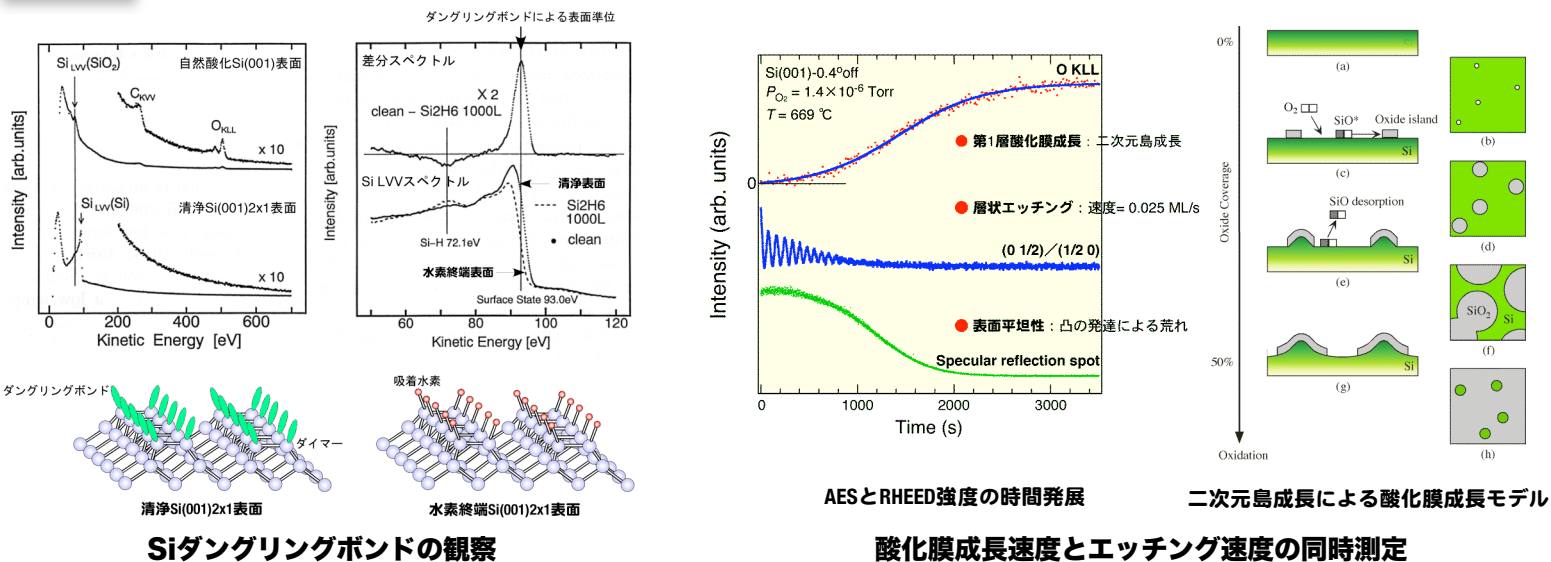 ダングリングボンドによる表面準位
Intensity [arb.units]
Si LVV(SiO2)
自然酸化Si(001)表面
CKVV
OKLL
x 10
Si LVV(Si)
清浄Si(001)2x1表面
x 10
0 200 400 600
Kinetic Energy [eV]
Intensity [arb.units]
差分スペクトル
X 2
clean − Si2H6 1000L
Si LVVスペクトル
清浄表面
Si2H6
1000L
clean
Si−H 72.1eV
水素終端表面
Surface State 93.0eV
60 80 100 120
Kinetic Energy [eV]
ダングリングボンド
ダイマー
清浄Si(001)2x1表面
吸着水素
水素終端Si(001)2x1表面
Siダングリングボンドの観察
Intensity (arb. units)
Si(001)-0.4°off
PO2 = 1.4×10-6 Torr
T = 669 ℃
O KLL
第1層酸化膜成長：二次元島成長
0
層状エッチング：速度= 0.025 ML/s
(0 1/2)／(1/2 0)
表面平坦性：凸の発達による荒れ
Specular reflection spot
0 1000 2000 3000
Time (s)
AESとRHEED強度の時間発展
0%
Oxide Coverage
50%
Oxidation
(a)
O2
SiO*
Oxide island
Si
(c)
SiO desorption
Si
(e)
Si
(g)
(b)
(d)
SiO2
Si
(f)
(h)
二次元島成長による酸化膜成長モデル
酸化膜成長速度とエッチング速度の同時測定